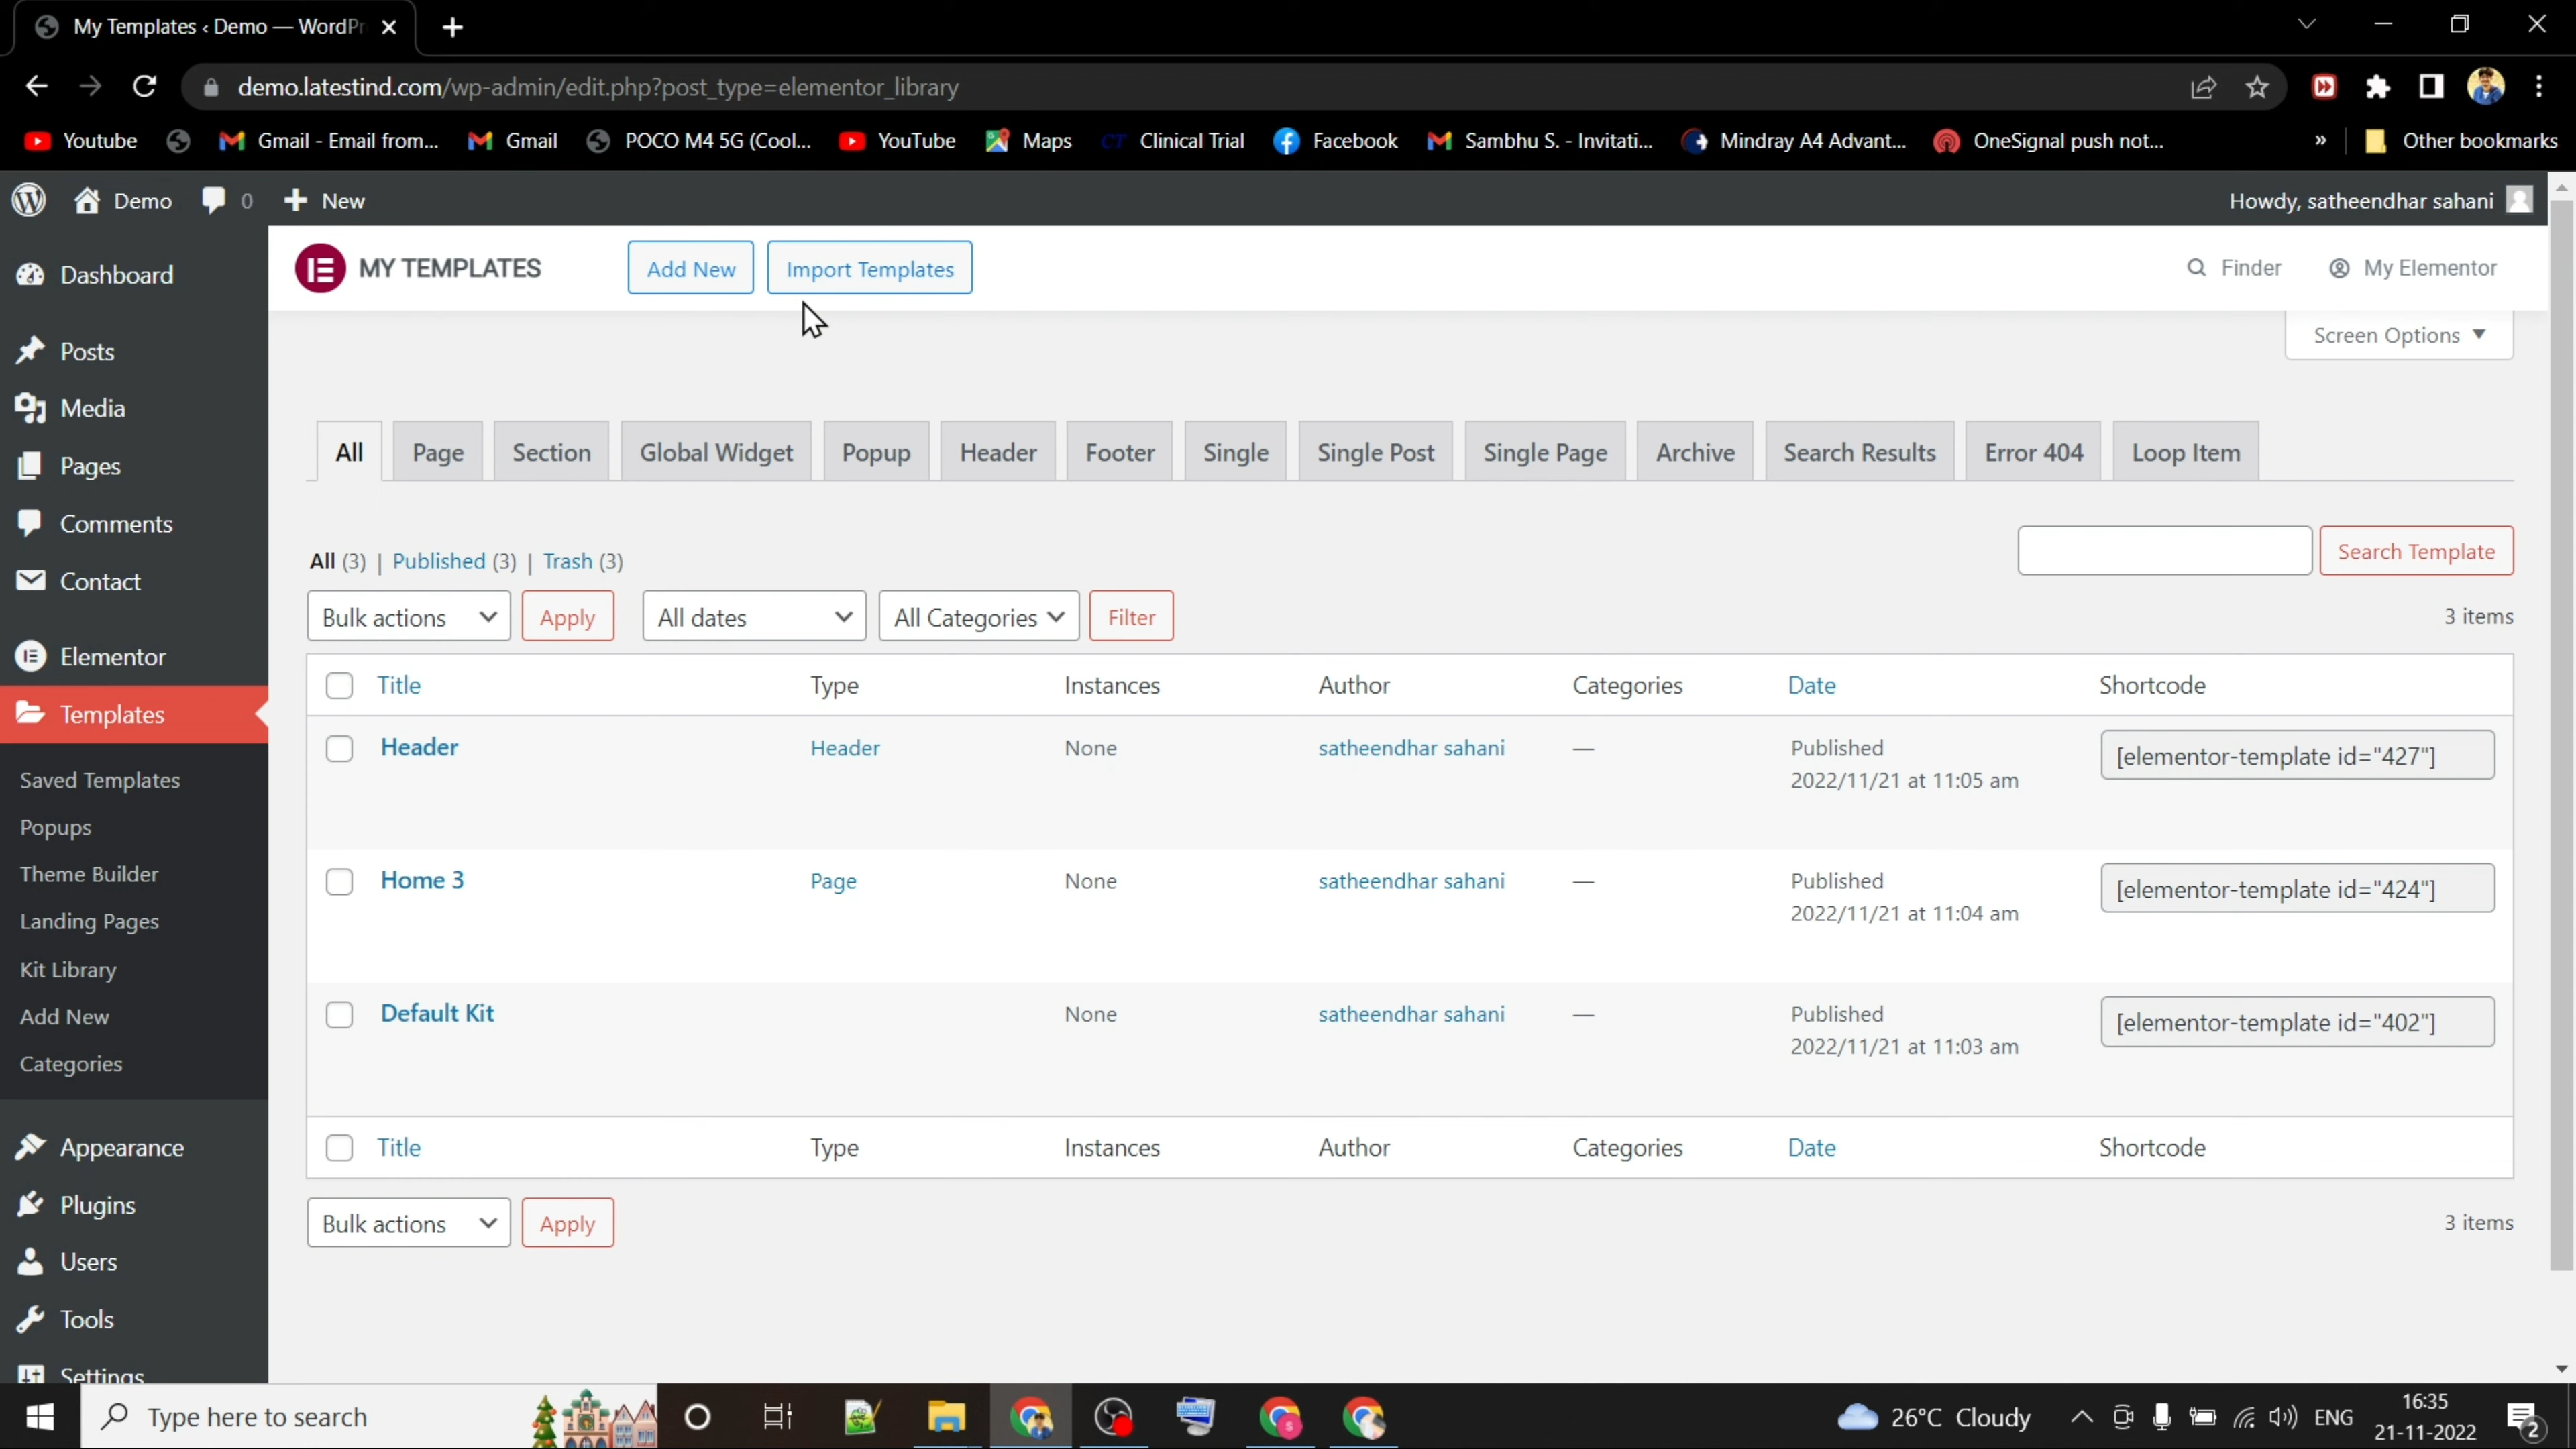 My Templates ‹ Demo — WordPr
demo.latestind.com/wp-admin/edit.php?post_type=elementor_library
Youtube Gmail - Email from... Gmail POCO M4 5G (Cool... YouTube Maps CT Clinical Trial Facebook Sambhu S. - Invitati... Mindray A4 Advant... OneSignal push not... » Other bookmarks
Demo 0 New Howdy, satheendhar sahani
MY TEMPLATES Add New Import Templates Finder My Elementor
Screen Options
Dashboard
Posts
Media
Pages
Comments
Contact
Elementor
Templates
Saved Templates
Popups
Theme Builder
Landing Pages
Kit Library
Add New
Categories
Appearance
Plugins
Users
Tools
Settings
All Page Section Global Widget Popup Header Footer Single Single Post Single Page Archive Search Results Error 404 Loop Item
All (3) | Published (3) | Trash (3) Search Template
Bulk actions Apply All dates All Categories Filter 3 items
Title Type Instances Author Categories Date Shortcode
Header Header None satheendhar sahani — Published [elementor-template id="427"]
2022/11/21 at 11:05 am
Home 3 Page None satheendhar sahani — Published [elementor-template id="424"]
2022/11/21 at 11:04 am
Default Kit None satheendhar sahani — Published [elementor-template id="402"]
2022/11/21 at 11:03 am
Title Type Instances Author Categories Date Shortcode
Bulk actions Apply 3 items
Type here to search 26°C Cloudy ENG 16:35
21-11-2022 2